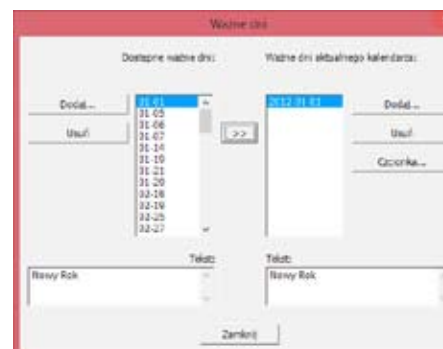 Ważne dni
Dostępne ważne dni:
Ważne dni aktualnego kalendarza:
Dodaj...
Usuń
01-01
01-05
01-06
01-07
01-14
01-19
01-21
01-20
02-18
02-19
02-25
02-27
>>
2012-01-01
Dodaj...
Usuń
Czcionka...
Tekst:
Nowy Rok
Tekst:
Nowy Rok
Zamknij